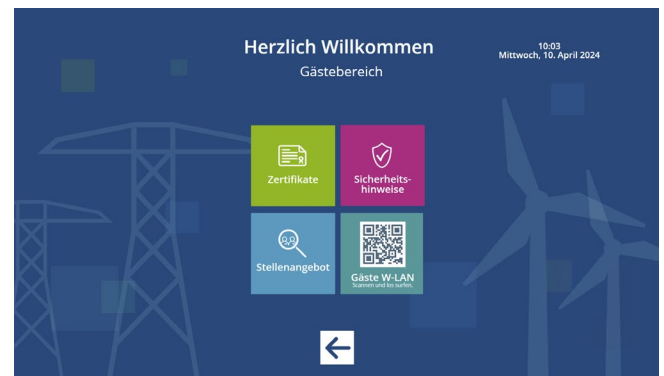 Herzlich Willkommen
Gästebereich
10:03
Mittwoch, 10. April 2024
Zertifikate
Sicherheits-
hinweise
Stellenangebot
Gäste W-LAN
Scannen und los surfen.